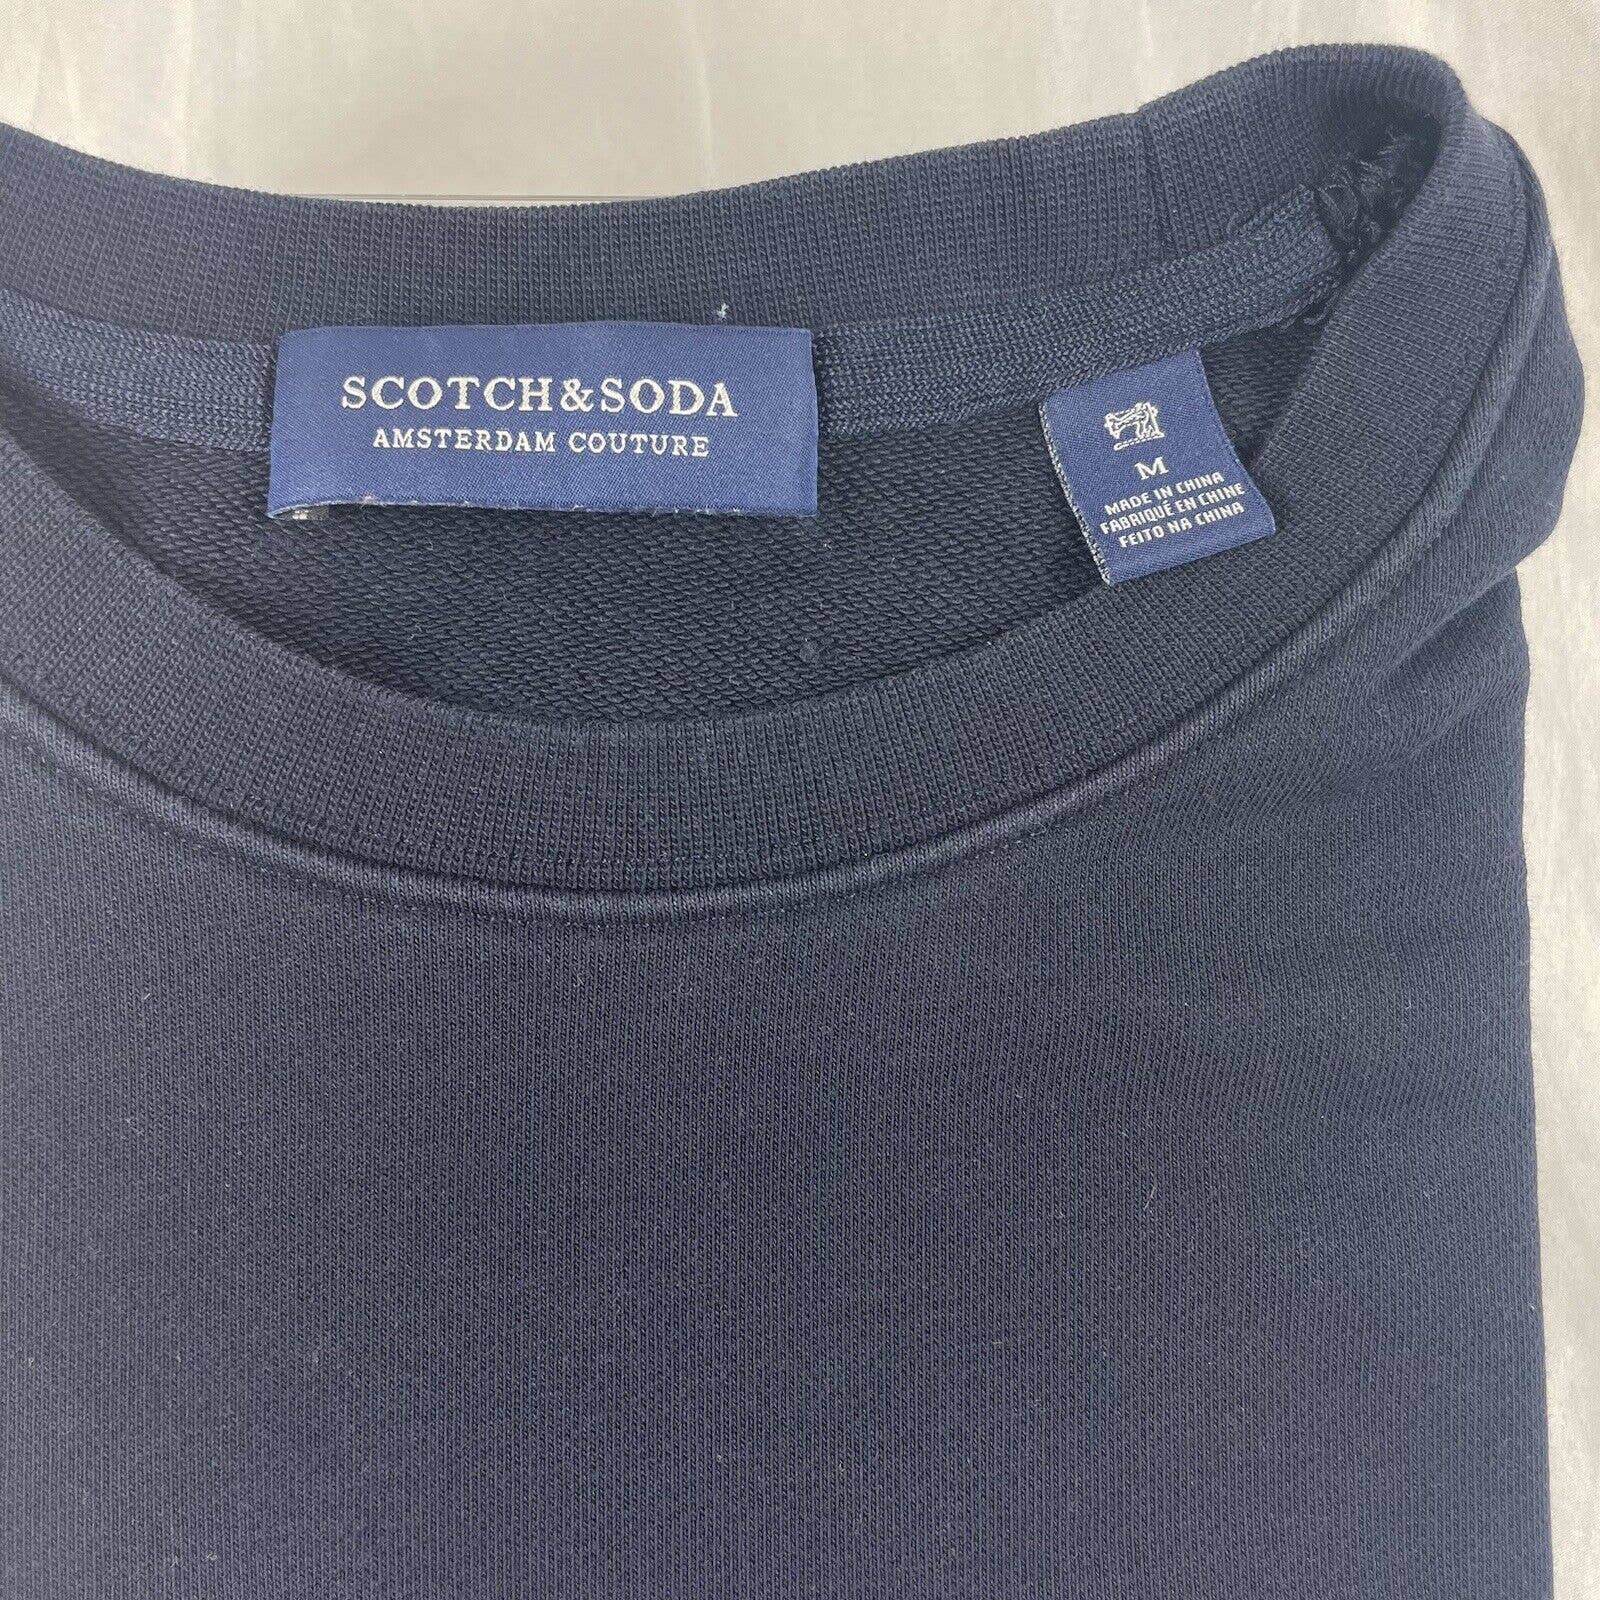 SCOTCH&SODA
AMSTERDAM COUTURE
M
MADE IN CHINA
FABRIQUÉ EN CHINE
FEITO NA CHINA